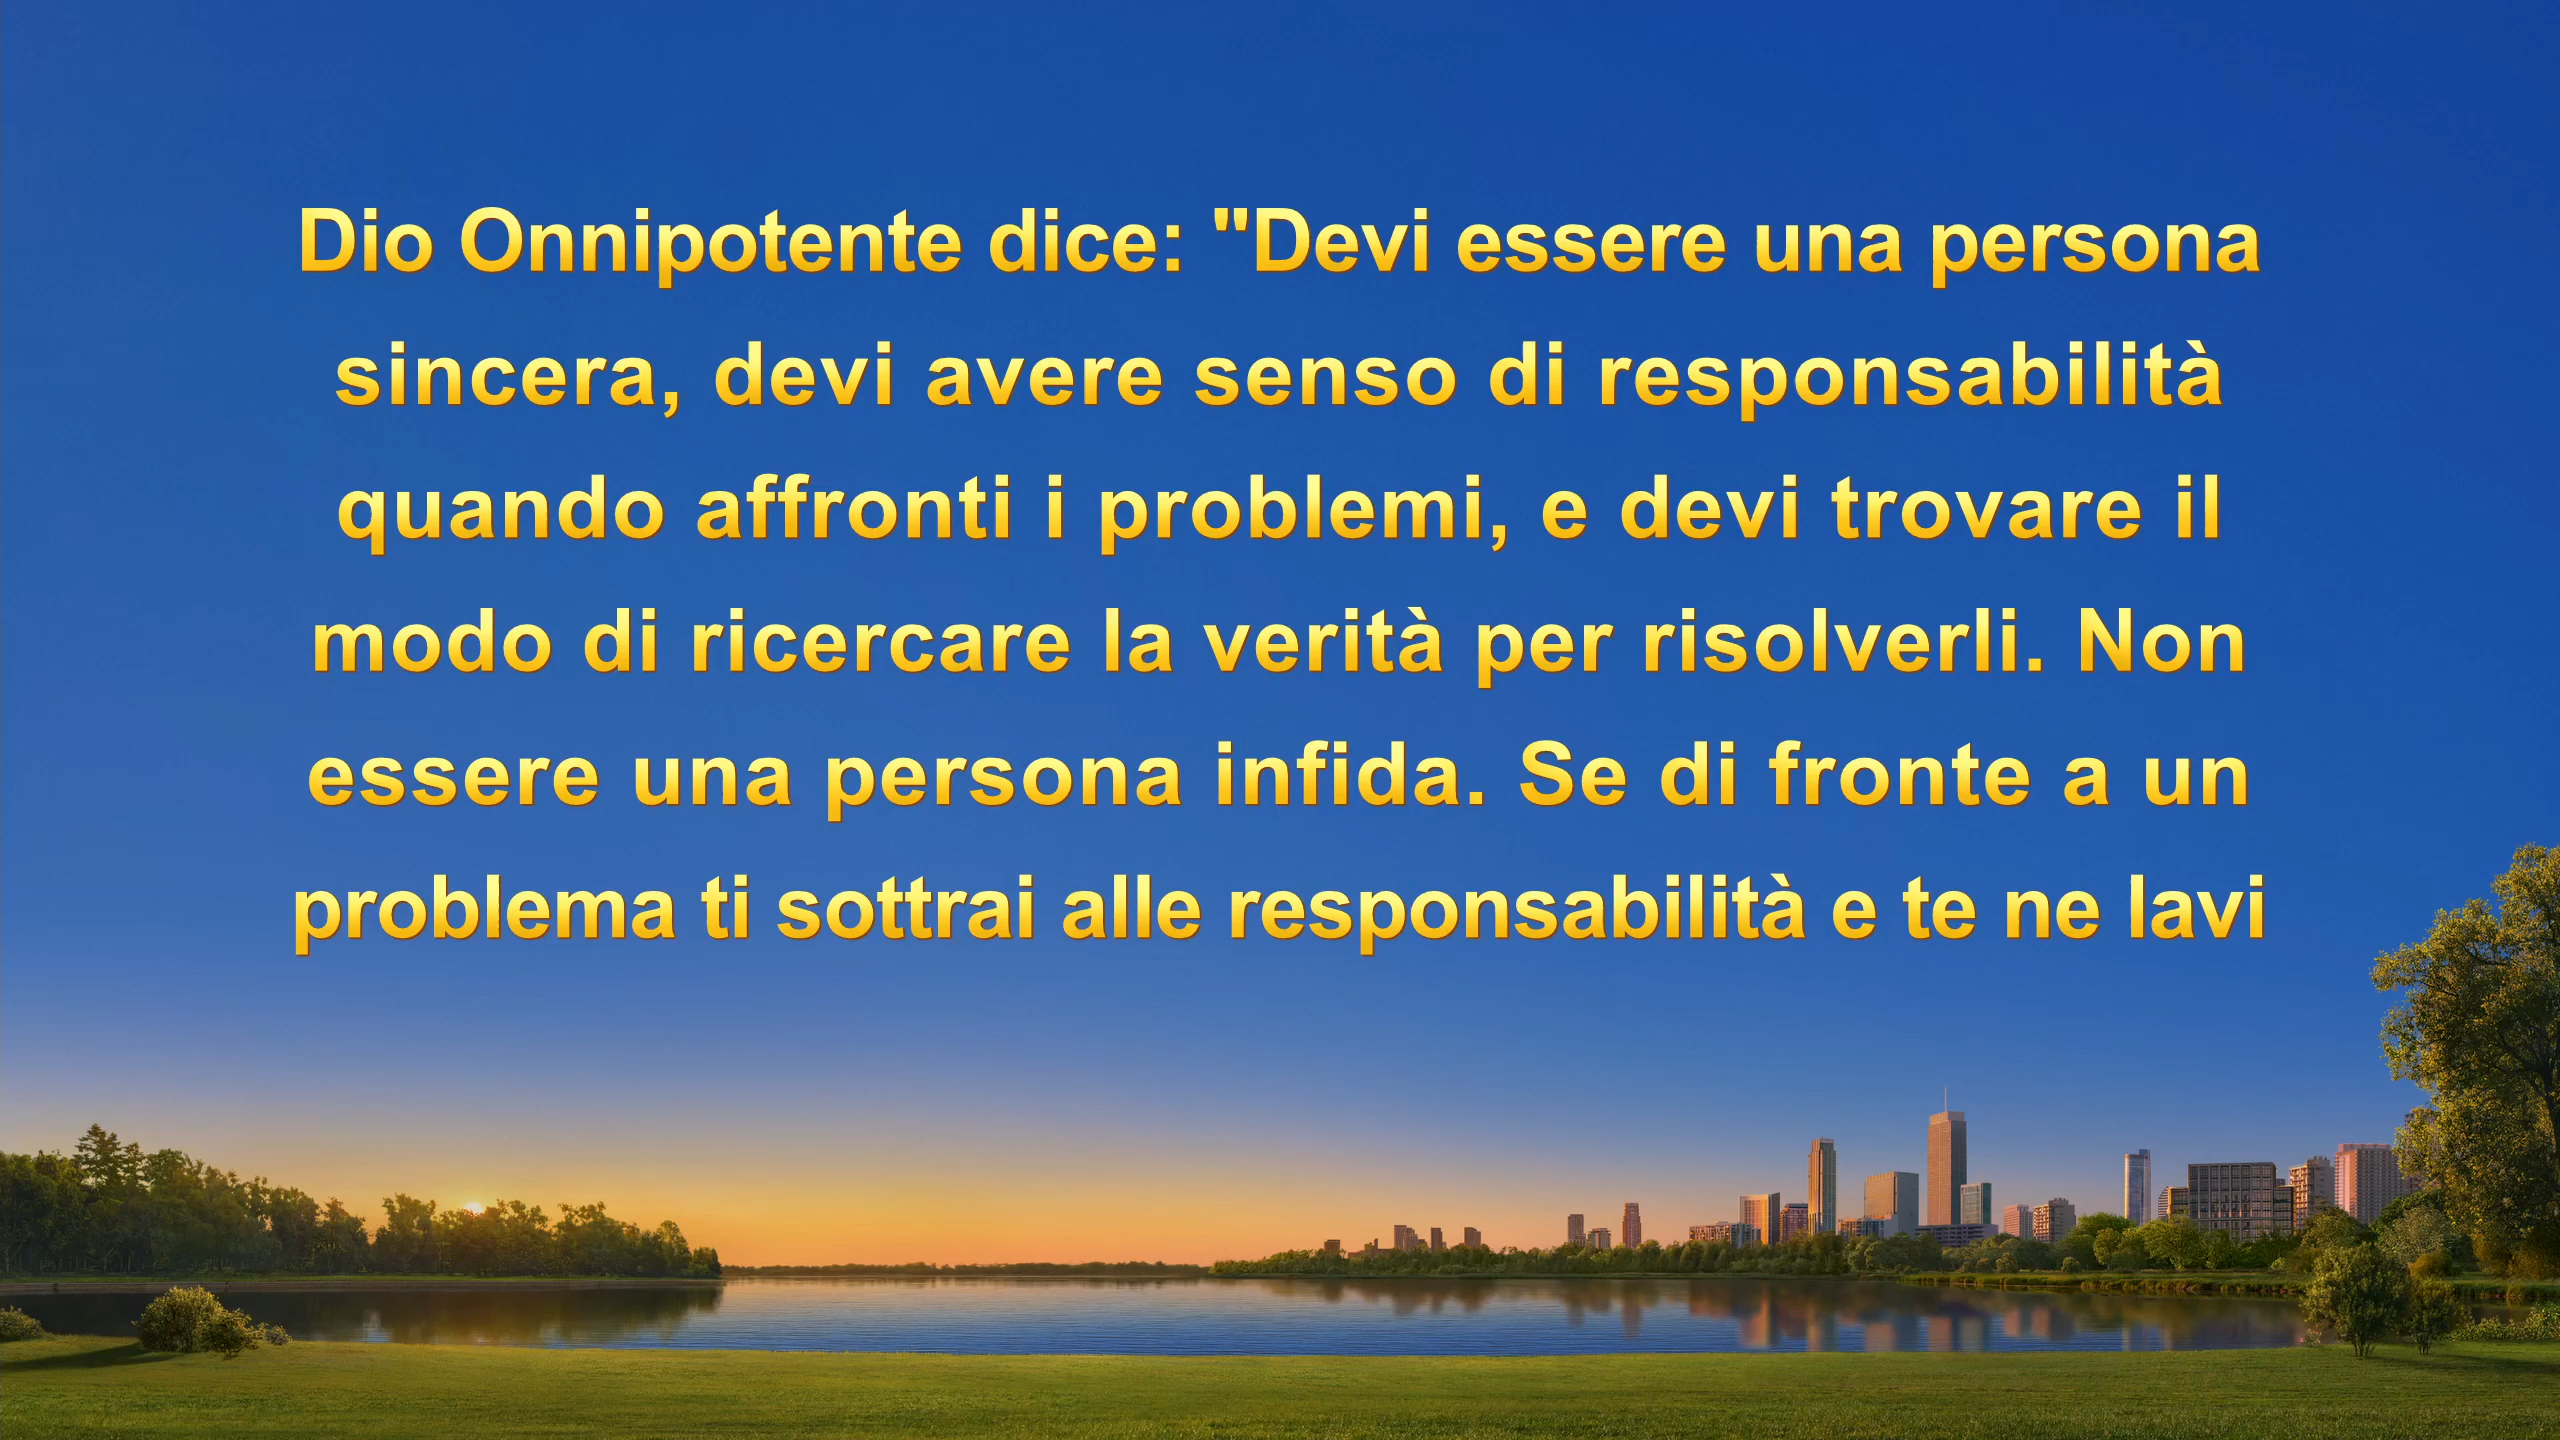 Dio Onnipotente dice: "Devi essere una persona
sincera, devi avere senso di responsabilità
quando affronti i problemi, e devi trovare il
modo di ricercare la verità per risolverli. Non
essere una persona infida. Se di fronte a un
problema ti sottrai alle responsabilità e te ne lavi